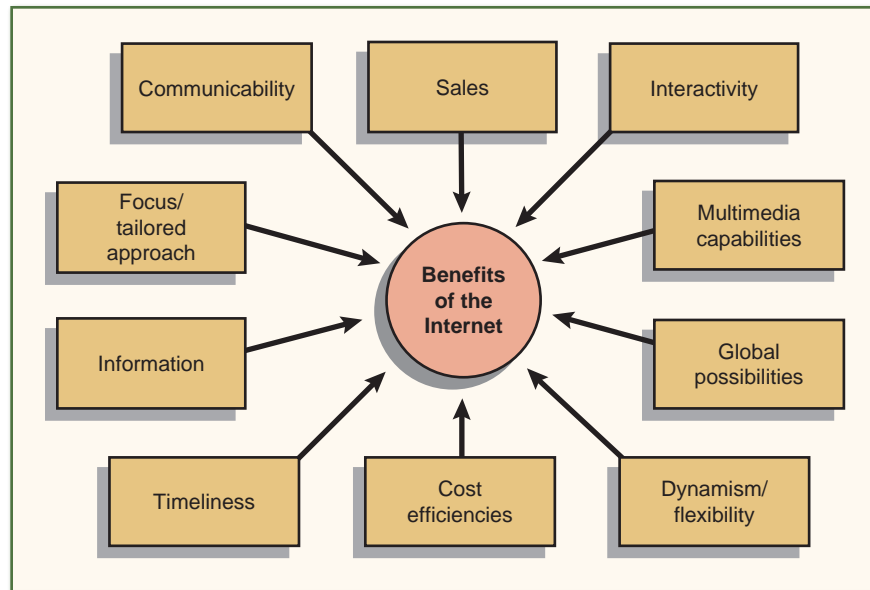 Communicability
Sales
Interactivity
Focus/
tailored
approach
Multimedia
capabilities
Benefits
of the
Internet
Information
Global
possibilities
Timeliness
Cost
efficiencies
Dynamism/
flexibility